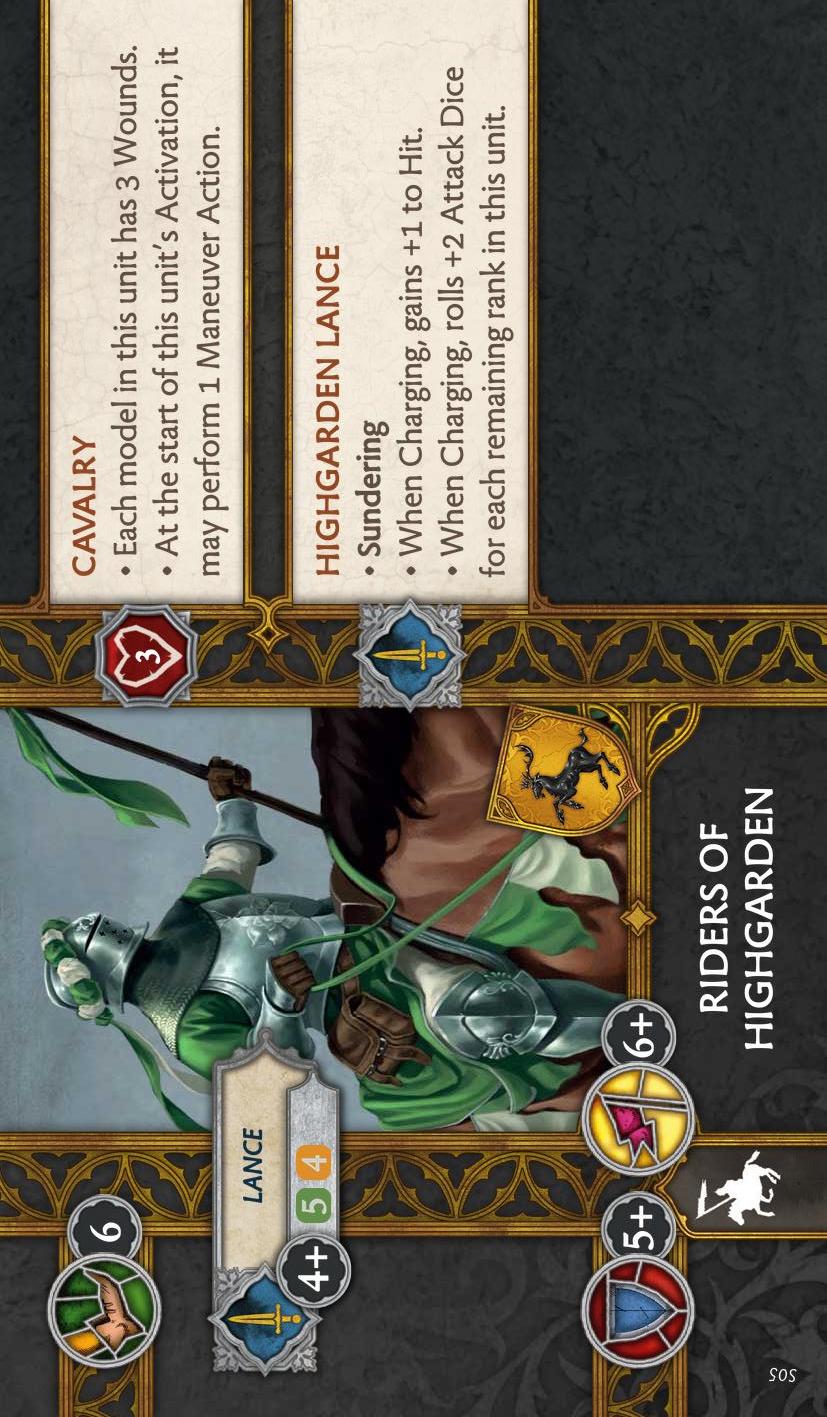 6
LANCE
4+
5 4
5+
6+
RIDERS OF
HIGHGARDEN
3
CAVALRY
• Each model in this unit has 3 Wounds.
• At the start of this unit's Activation, it
may perform 1 Maneuver Action.
HIGHGARDEN LANCE
• Sundering
• When Charging, gains +1 to Hit.
• When Charging, rolls +2 Attack Dice
for each remaining rank in this unit.
S0S